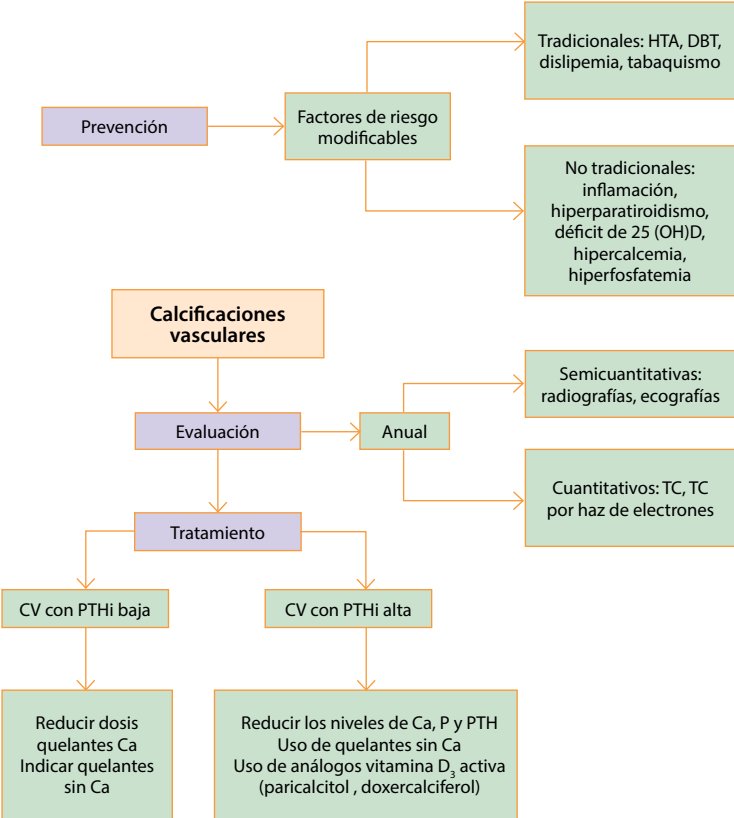 Tradicionales: HTA, DBT,
dislipemia, tabaquismo
Prevención
Factores de riesgo
modificables
No tradicionales:
inflamación,
hiperparatiroidismo,
déficit de 25 (OH)D,
hipercalcemia,
hiperfosfatemia
Calcificaciones
vasculares
Semicuantitativas:
radiografías, ecografías
Evaluación
Anual
Cuantitativos: TC, TC
por haz de electrones
Tratamiento
CV con PTHi baja
CV con PTHi alta
Reducir dosis
quelantes Ca
Indicar quelantes
sin Ca
Reducir los niveles de Ca, P y PTH
Uso de quelantes sin Ca
Uso de análogos vitamina D₃ activa
(paricalcitol , doxercalciferol)